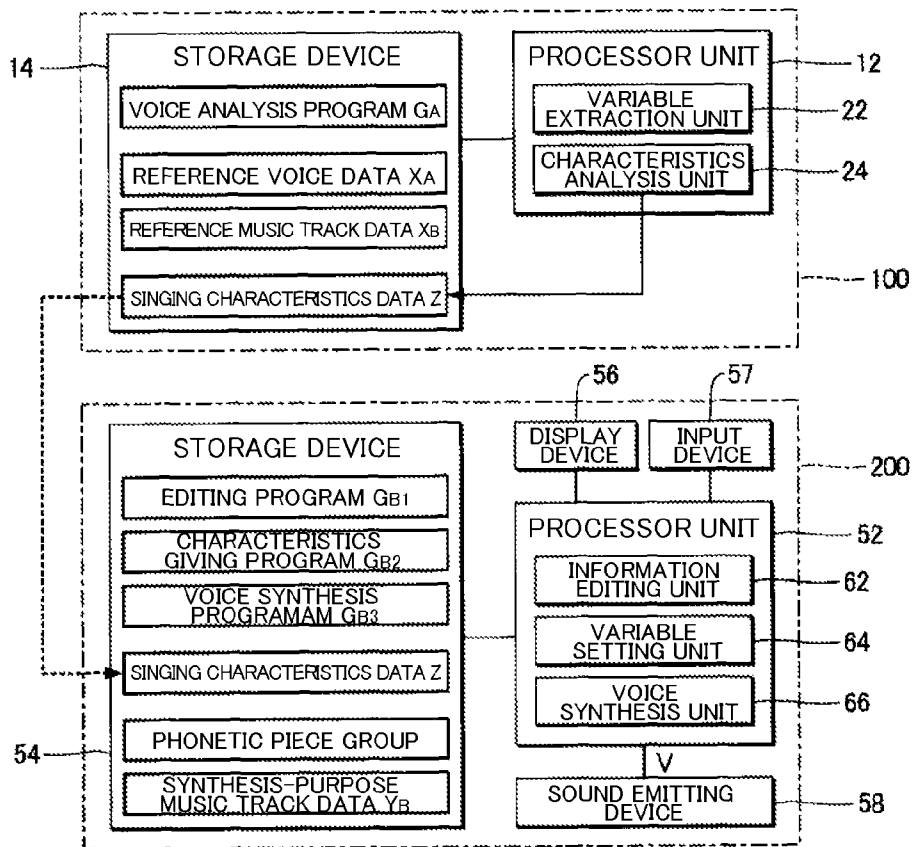 STORAGE DEVICE
14
VOICE ANALYSIS PROGRAM GA
REFERENCE VOICE DATA XA
REFERENCE MUSIC TRACK DATA XB
SINGING CHARACTERISTICS DATA Z
PROCESSOR UNIT
12
VARIABLE
EXTRACTION UNIT
22
CHARACTERISTICS
ANALYSIS UNIT
24
100
STORAGE DEVICE
EDITING PROGRAM GB1
CHARACTERISTICS
GIVING PROGRAM GB2
VOICE SYNTHESIS
PROGRAMAM GB3
SINGING CHARACTERISTICS DATA Z
PHONETIC PIECE GROUP
SYNTHESIS-PURPOSE
MUSIC TRACK DATA YB
54
56
DISPLAY
DEVICE
57
INPUT
DEVICE
200
PROCESSOR UNIT
52
INFORMATION
EDITING UNIT
62
VARIABLE
SETTING UNIT
64
VOICE
SYNTHESIS UNIT
66
V
SOUND EMITTING
DEVICE
58